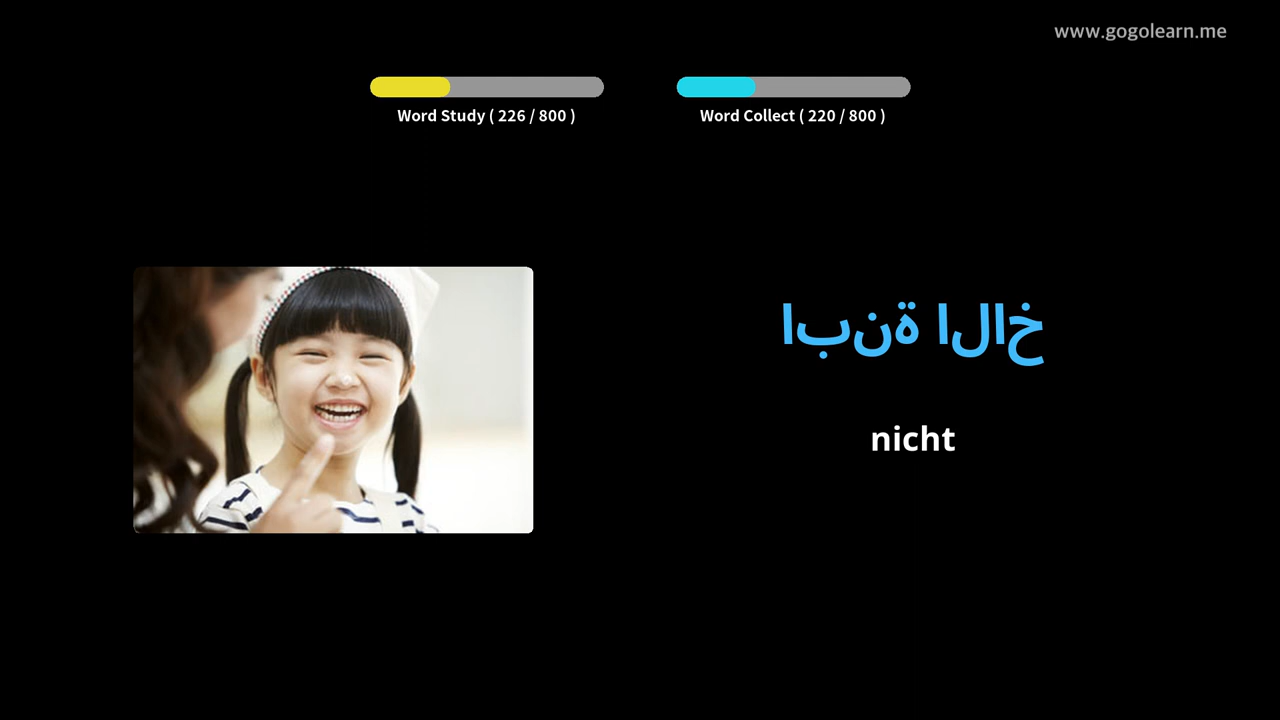 www.gogolearn.me
Word Study ( 226 / 800 )
Word Collect ( 220 / 800 )
ابنة الاخ
nicht